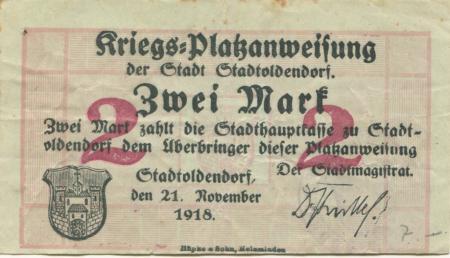 Kriegs-Platzanweisung
der Stadt Stadtoldendorf.
Zwei Mark
2 2
Zwei Mark zahlt die Stadthauptkasse zu Stadt-
oldendorf dem Überbringer dieser Platzanweisung
Stadtoldendorf, Der Stadtmagistrat.
den 21. November
1918.
7.-
Hüpke & Sohn, Holzminden